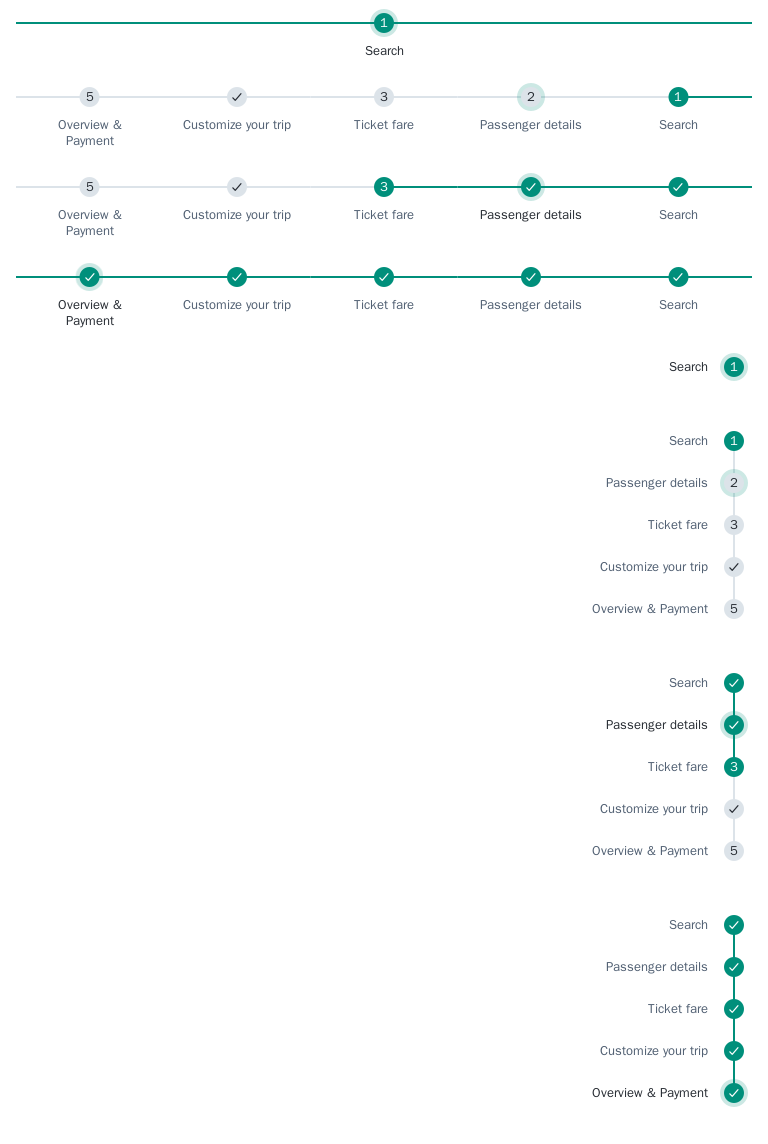 1
Search
5 3 2 1
Overview & Payment Customize your trip Ticket fare Passenger details Search
5 3
Overview & Payment Customize your trip Ticket fare Passenger details Search
Overview & Payment Customize your trip Ticket fare Passenger details Search
Search 1
Search 1
Passenger details 2
Ticket fare 3
Customize your trip
Overview & Payment 5
Search
Passenger details
Ticket fare 3
Customize your trip
Overview & Payment 5
Search
Passenger details
Ticket fare
Customize your trip
Overview & Payment